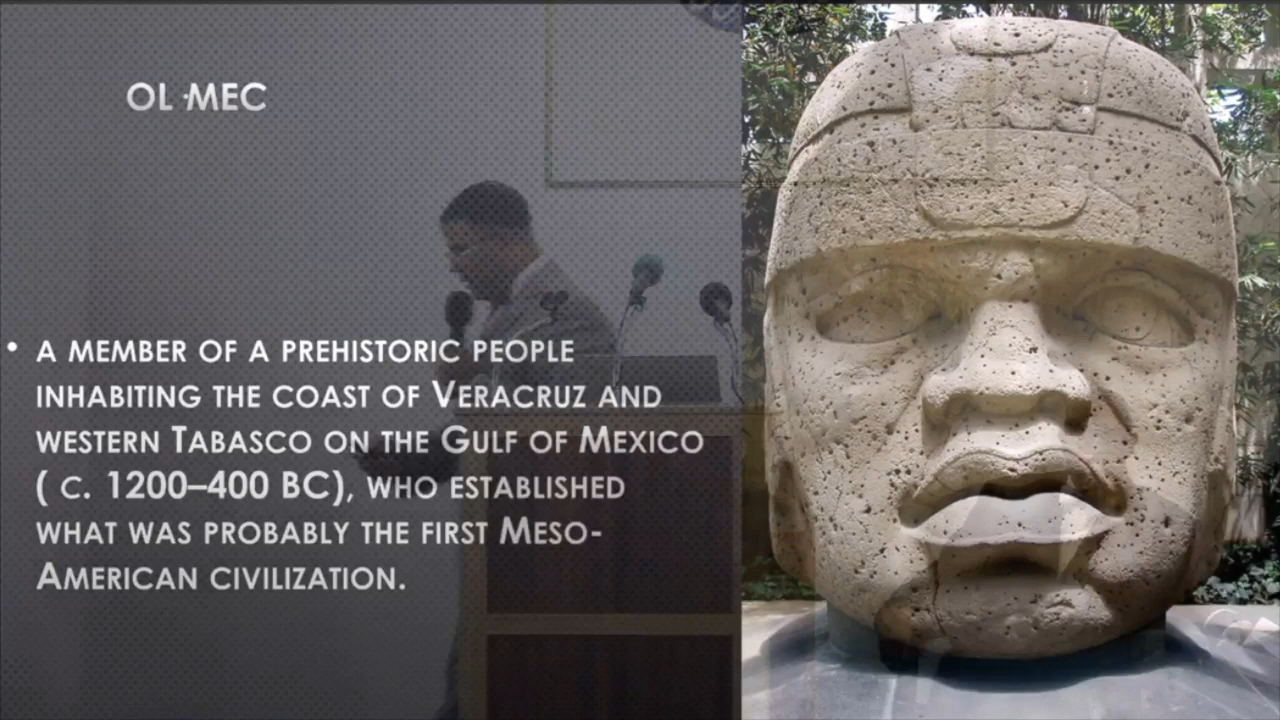 OL·MEC
• A MEMBER OF A PREHISTORIC PEOPLE
INHABITING THE COAST OF VERACRUZ AND
WESTERN TABASCO ON THE GULF OF MEXICO
( C. 1200–400 BC), WHO ESTABLISHED
WHAT WAS PROBABLY THE FIRST MESO-
AMERICAN CIVILIZATION.